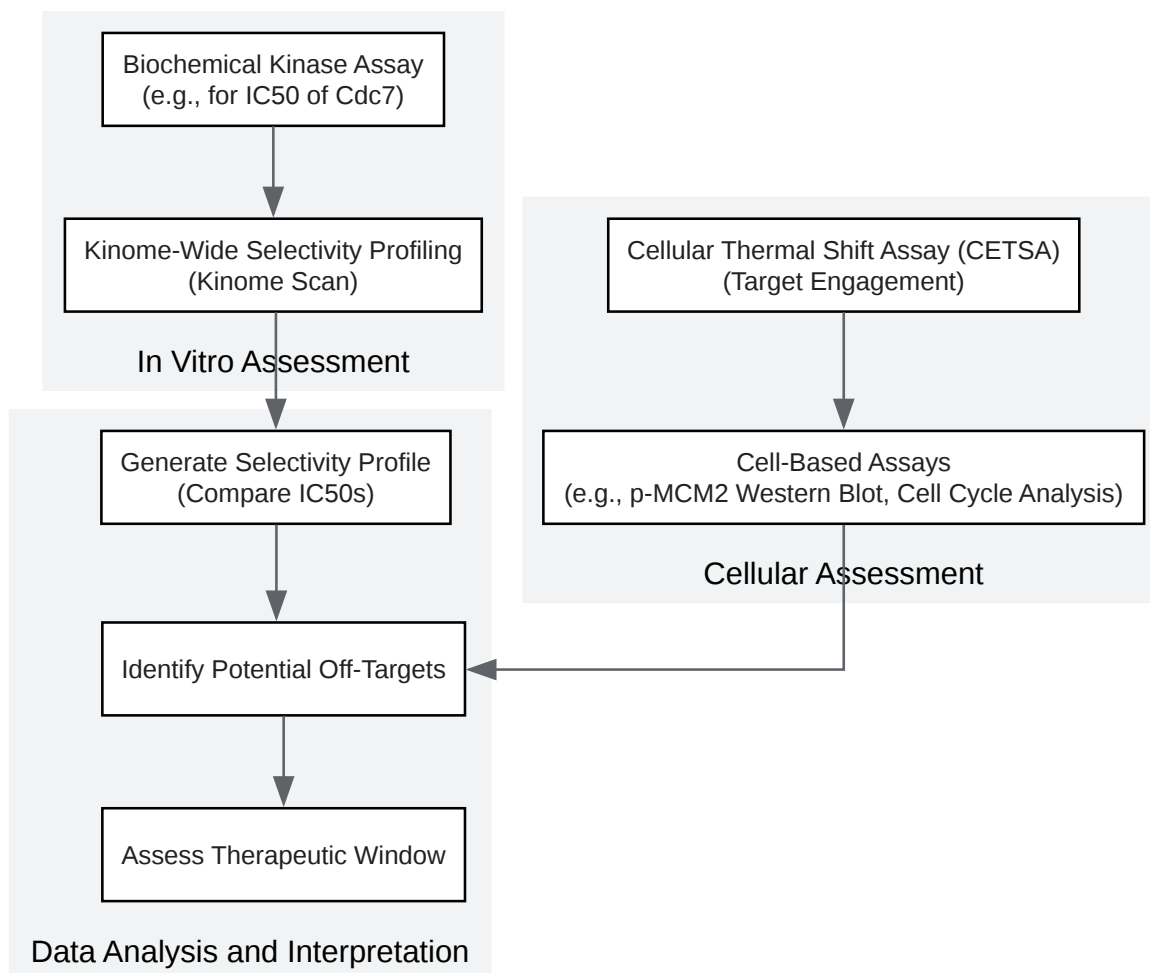 Biochemical Kinase Assay
(e.g., for IC50 of Cdc7)
Kinome-Wide Selectivity Profiling
(Kinome Scan)
In Vitro Assessment
Cellular Thermal Shift Assay (CETSA)
(Target Engagement)
Cell-Based Assays
(e.g., p-MCM2 Western Blot, Cell Cycle Analysis)
Cellular Assessment
Generate Selectivity Profile
(Compare IC50s)
Identify Potential Off-Targets
Assess Therapeutic Window
Data Analysis and Interpretation